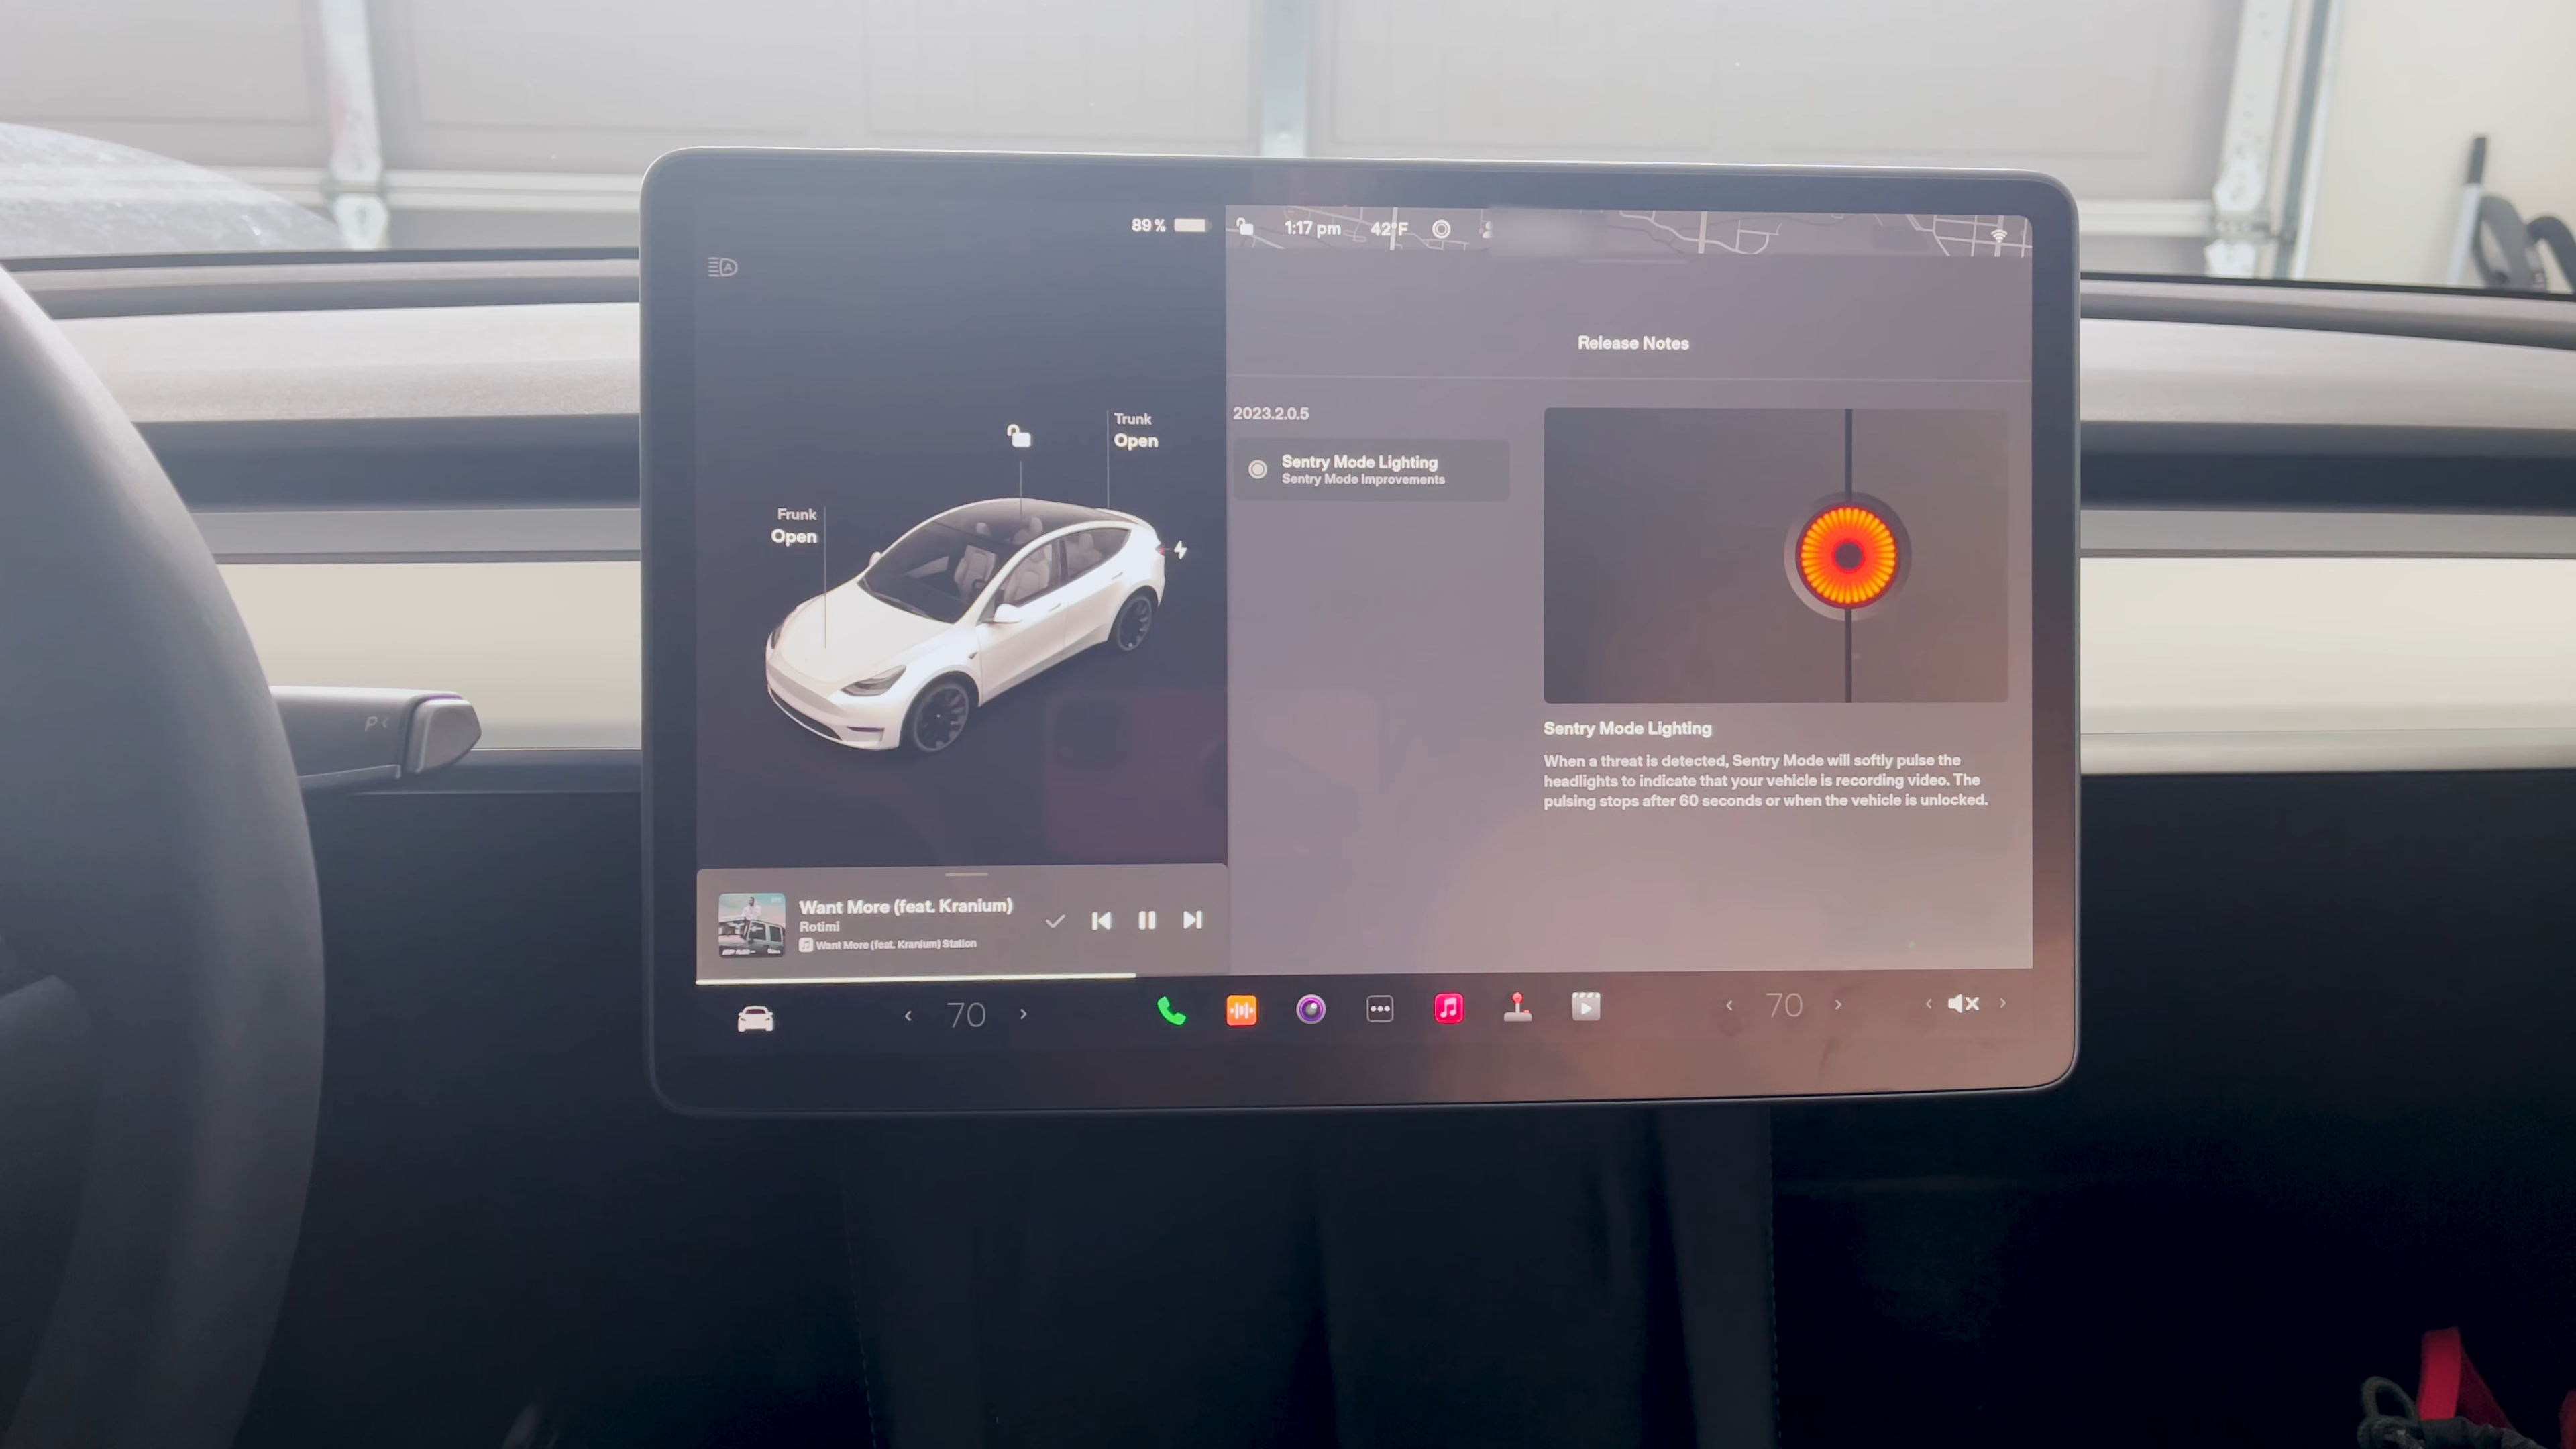 89 %
1:17 pm
42°F
A
Release Notes
2023.2.0.5
Sentry Mode Lighting
Sentry Mode Improvements
Trunk
Open
Frunk
Open
Sentry Mode Lighting
When a threat is detected, Sentry Mode will softly pulse the
headlights to indicate that your vehicle is recording video. The
pulsing stops after 60 seconds or when the vehicle is unlocked.
Want More (feat. Kranium)
Rotimi
Want More (feat. Kranium) Station
70
70
P